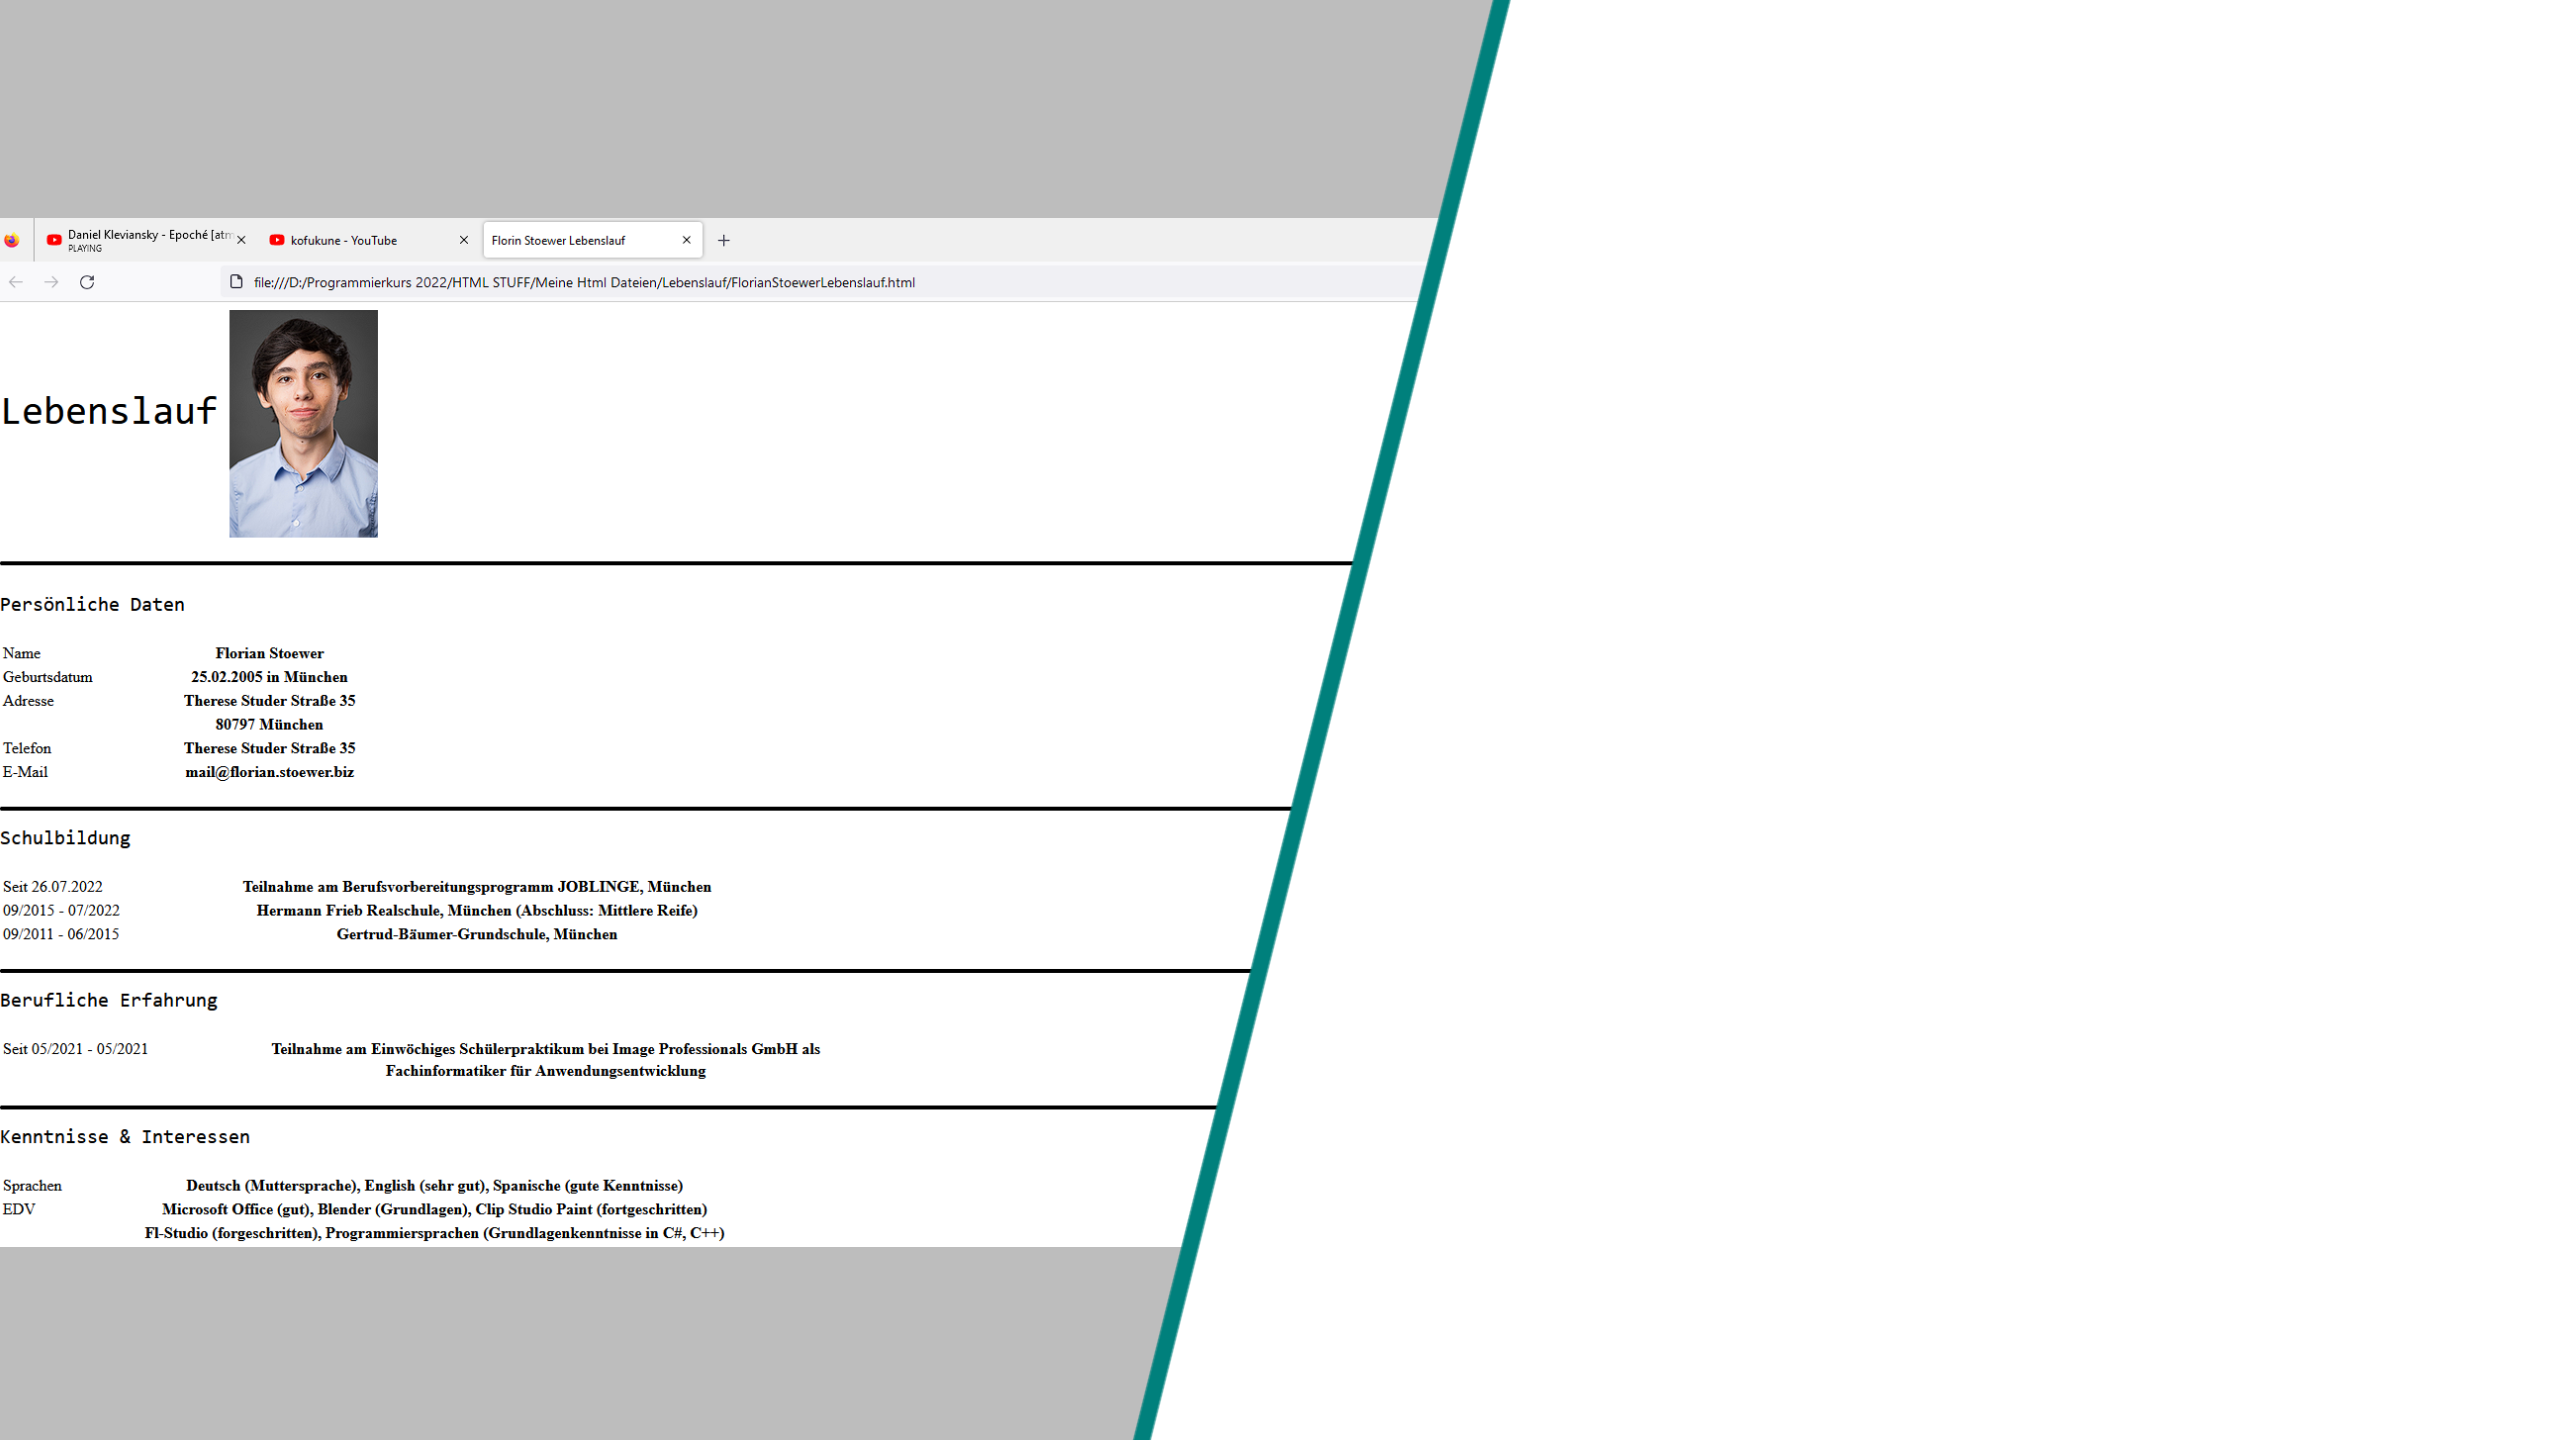 Daniel Kleviansky - Epoché [atm
PLAYING
kofukune - YouTube
Florin Stoewer Lebenslauf
file:///D:/Programmierkurs 2022/HTML STUFF/Meine Html Dateien/Lebenslauf/FlorianStoewerLebenslauf.html
Lebenslauf
Persönliche Daten
Name Florian Stoewer
Geburtsdatum 25.02.2005 in München
Adresse Therese Studer Straße 35
80797 München
Telefon Therese Studer Straße 35
E-Mail mail@florian.stoewer.biz
Schulbildung
Seit 26.07.2022 Teilnahme am Berufsvorbereitungsprogramm JOBLINGE, München
09/2015 - 07/2022 Hermann Frieb Realschule, München (Abschluss: Mittlere Reife)
09/2011 - 06/2015 Gertrud-Bäumer-Grundschule, München
Berufliche Erfahrung
Seit 05/2021 - 05/2021 Teilnahme am Einwöchiges Schülerpraktikum bei Image Professionals GmbH als
Fachinformatiker für Anwendungsentwicklung
Kenntnisse & Interessen
Sprachen Deutsch (Muttersprache), English (sehr gut), Spanische (gute Kenntnisse)
EDV Microsoft Office (gut), Blender (Grundlagen), Clip Studio Paint (fortgeschritten)
Fl-Studio (forgeschritten), Programmiersprachen (Grundlagenkenntnisse in C#, C++)